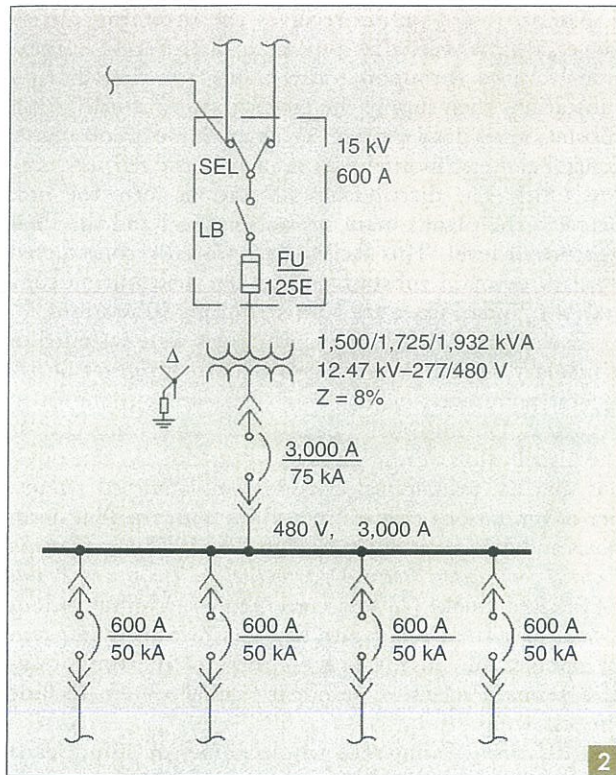 15 kV
600 A
SEL
LB
FU
125E
1,500/1,725/1,932 kVA
12.47 kV–277/480 V
Z = 8%
Δ
3,000 A
75 kA
480 V, 3,000 A
600 A 600 A 600 A 600 A
50 kA 50 kA 50 kA 50 kA
2